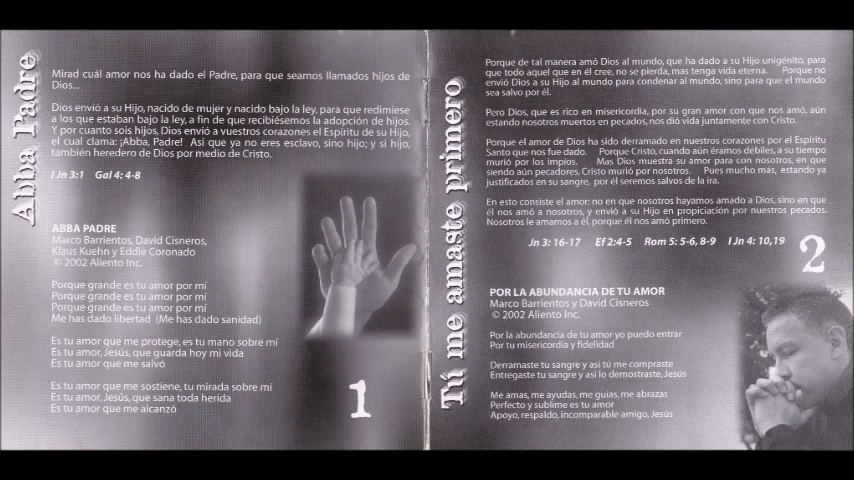 Abba Padre
Mirad cuál amor nos ha dado el Padre, para que seamos llamados hijos de
Dios...
Dios envió a su Hijo, nacido de mujer y nacido bajo la ley, para que redimiese
a los que estaban bajo la ley, a fin de que recibiésemos la adopción de hijos.
Y por cuanto sois hijos, Dios envió a vuestros corazones el Espíritu de su Hijo,
el cual clama: ¡Abba, Padre! Así que ya no eres esclavo, sino hijo; y si hijo,
también heredero de Dios por medio de Cristo.
I Jn 3:1 Gal 4: 4-8
ABBA PADRE
Marco Barrientos, David Cisneros,
Klaus Kuehn y Eddie Coronado
© 2002 Aliento Inc.
Porque grande es tu amor por mí
Porque grande es tu amor por mí
Porque grande es tu amor por mí
Me has dado libertad (Me has dado sanidad)
Es tu amor que me protege, es tu mano sobre mí
Es tu amor, Jesús, que guarda hoy mi vida
Es tu amor que me salvó
Es tu amor que me sostiene, tu mirada sobre mí
Es tu amor, Jesús, que sana toda herida
Es tu amor que me alcanzó
1
Tú me amaste primero
Porque de tal manera amó Dios al mundo, que ha dado a su Hijo unigénito, para
que todo aquel que en él cree, no se pierda, mas tenga vida eterna. Porque no
envió Dios a su Hijo al mundo para condenar al mundo, sino para que el mundo
sea salvo por él.
Pero Dios, que es rico en misericordia, por su gran amor con que nos amó, aún
estando nosotros muertos en pecados, nos dió vida juntamente con Cristo.
Porque el amor de Dios ha sido derramado en nuestros corazones por el Espíritu
Santo que nos fue dado. Porque Cristo, cuando aún éramos débiles, a su tiempo
murió por los impíos. Mas Dios muestra su amor para con nosotros, en que
siendo aún pecadores, Cristo murió por nosotros. Pues mucho más, estando ya
justificados en su sangre, por él seremos salvos de la ira.
En esto consiste el amor: no en que nosotros hayamos amado a Dios, sino en que
él nos amó a nosotros, y envió a su Hijo en propiciación por nuestros pecados.
Nosotros le amamos a él, porque él nos amó primero.
Jn 3: 16-17 Ef 2:4-5 Rom 5: 5-6, 8-9 I Jn 4: 10,19
2
POR LA ABUNDANCIA DE TU AMOR
Marco Barrientos y David Cisneros
© 2002 Aliento Inc.
Por la abundancia de tu amor yo puedo entrar
Por tu misericordia y fidelidad
Derramaste tu sangre y así tú me compraste
Entregaste tu sangre y así lo demostraste, Jesús
Me amas, me ayudas, me guías, me abrazas
Perfecto y sublime es tu amor
Apoyo, respaldo, incomparable amigo, Jesús